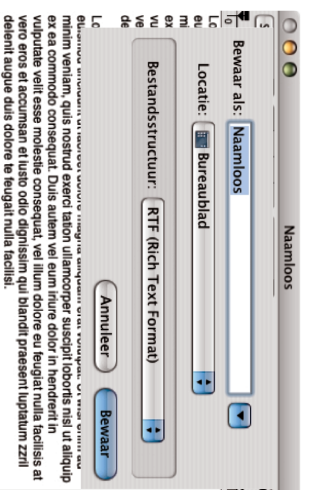 Naamloos
Bewaar als: Naamloos
Locatie: Bureaublad
Bestandsstructuur: RTF (Rich Text Format)
Annuleer Bewaar
minim veniam, quis nostrud exerci tation ullamcorper suscipit lobortis nisl ut aliquip
ex ea commodo consequat. Duis autem vel eum iriure dolor in hendrerit in
vulputate velit esse molestie consequat, vel illum dolore eu feugiat nulla facilisis at
vero eros et accumsan et iusto odio dignissim qui blandit praesent luptatum zzril
delenit augue duis dolore te feugait nulla facilisi.